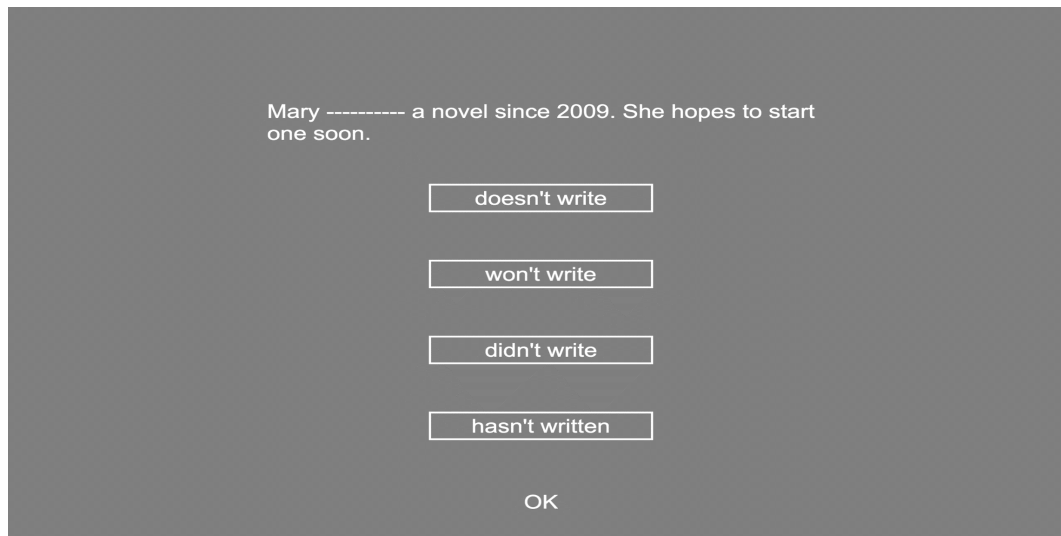 Mary ---------- a novel since 2009. She hopes to start
one soon.
doesn't write
won't write
didn't write
hasn't written
OK